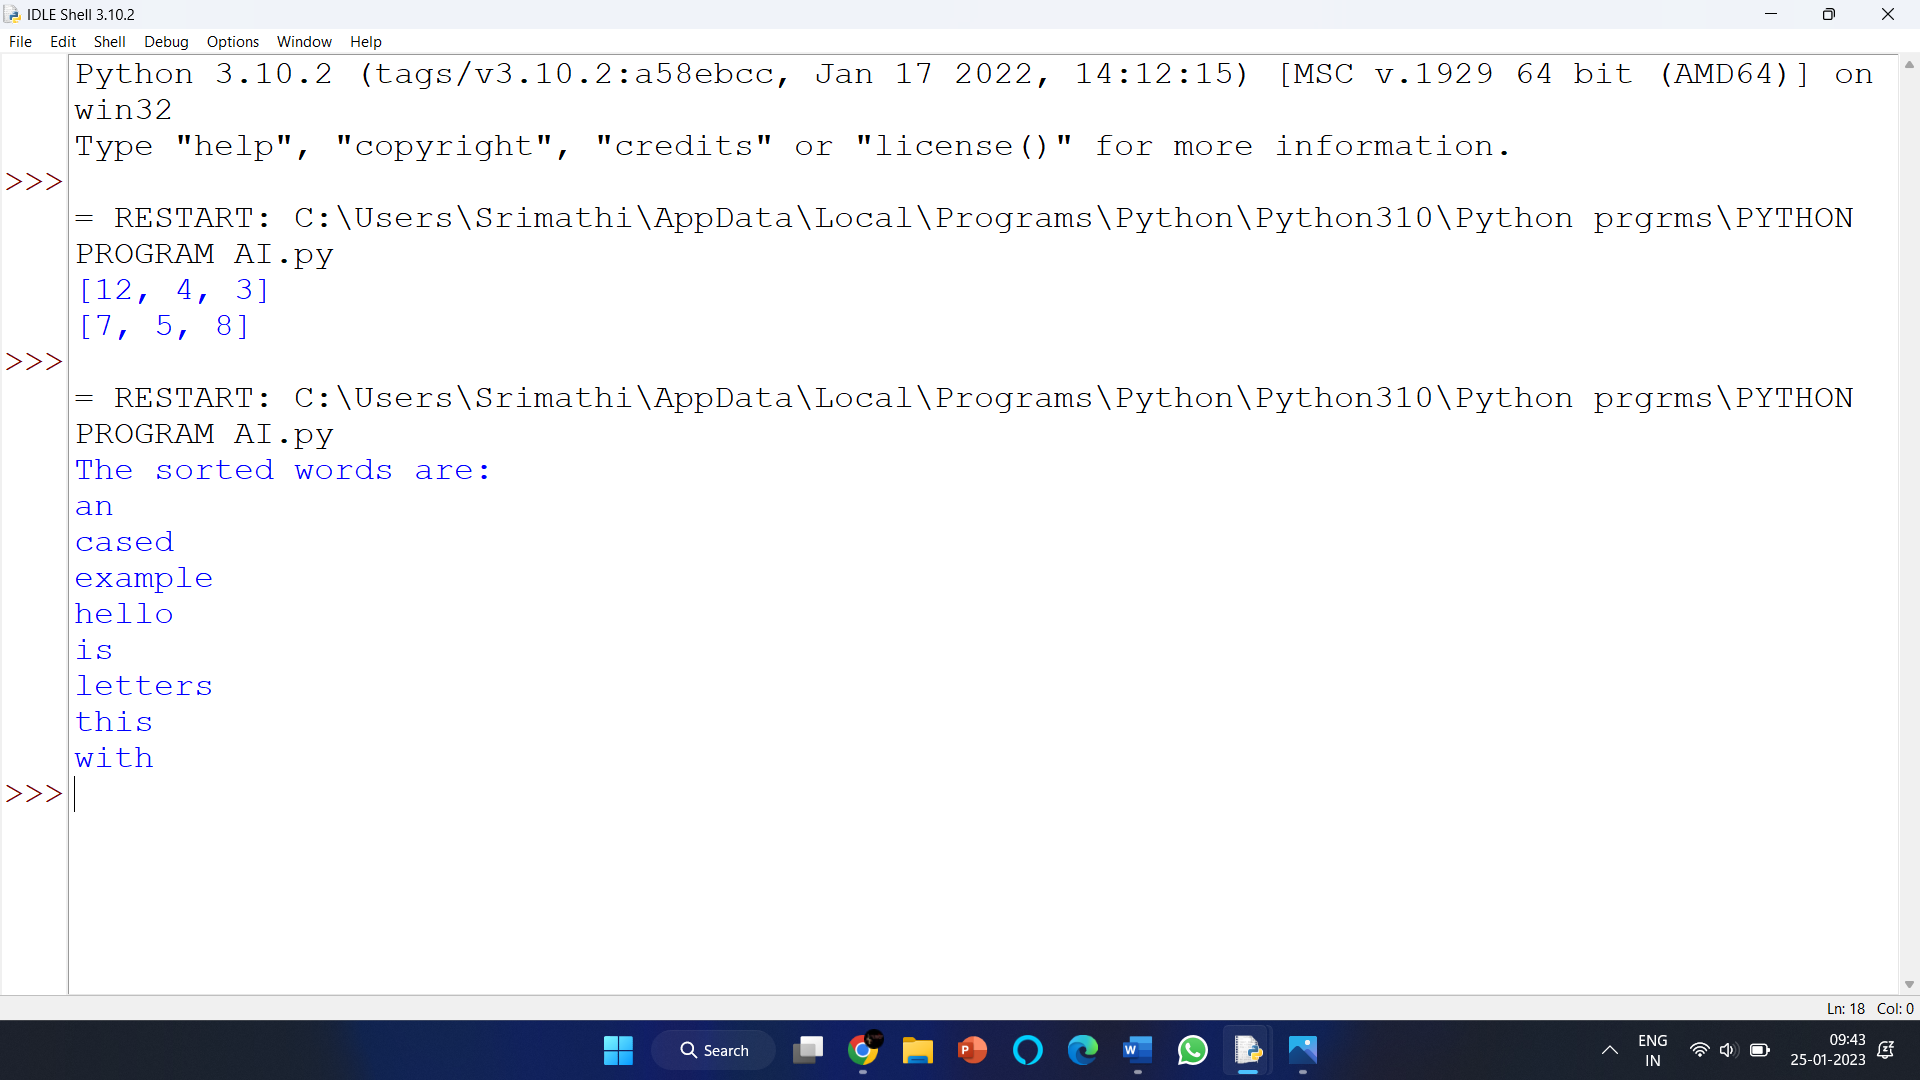 IDLE Shell 3.10.2
File Edit Shell Debug Options Window Help
Python 3.10.2 (tags/v3.10.2:a58ebcc, Jan 17 2022, 14:12:15) [MSC v.1929 64 bit (AMD64)] on
win32
Type "help", "copyright", "credits" or "license()" for more information.
>>>
= RESTART: C:\Users\Srimathi\AppData\Local\Programs\Python\Python310\Python prgrms\PYTHON
PROGRAM AI.py
[12, 4, 3]
[7, 5, 8]
>>>
= RESTART: C:\Users\Srimathi\AppData\Local\Programs\Python\Python310\Python prgrms\PYTHON
PROGRAM AI.py
The sorted words are:
an
cased
example
hello
is
letters
this
with
>>>
Ln: 18 Col: 0
Search
ENG
IN
09:43
25-01-2023